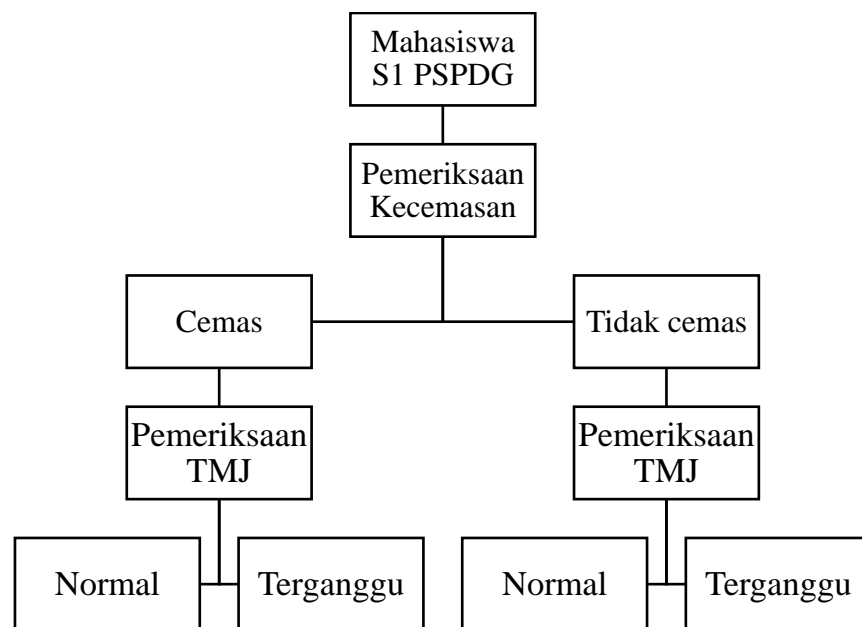 Mahasiswa
S1 PSPDG
Pemeriksaan
Kecemasan
Cemas
Tidak cemas
Pemeriksaan
TMJ
Pemeriksaan
TMJ
Normal
Terganggu
Normal
Terganggu